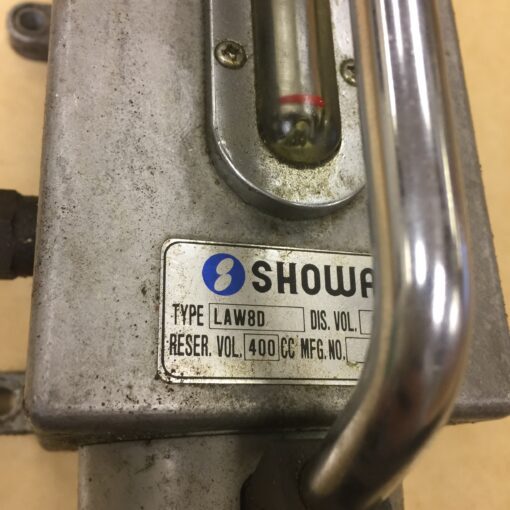 SHOWA
TYPE LAW8D DIS. VOL.
RESER. VOL. 400 CC MFG. NO.